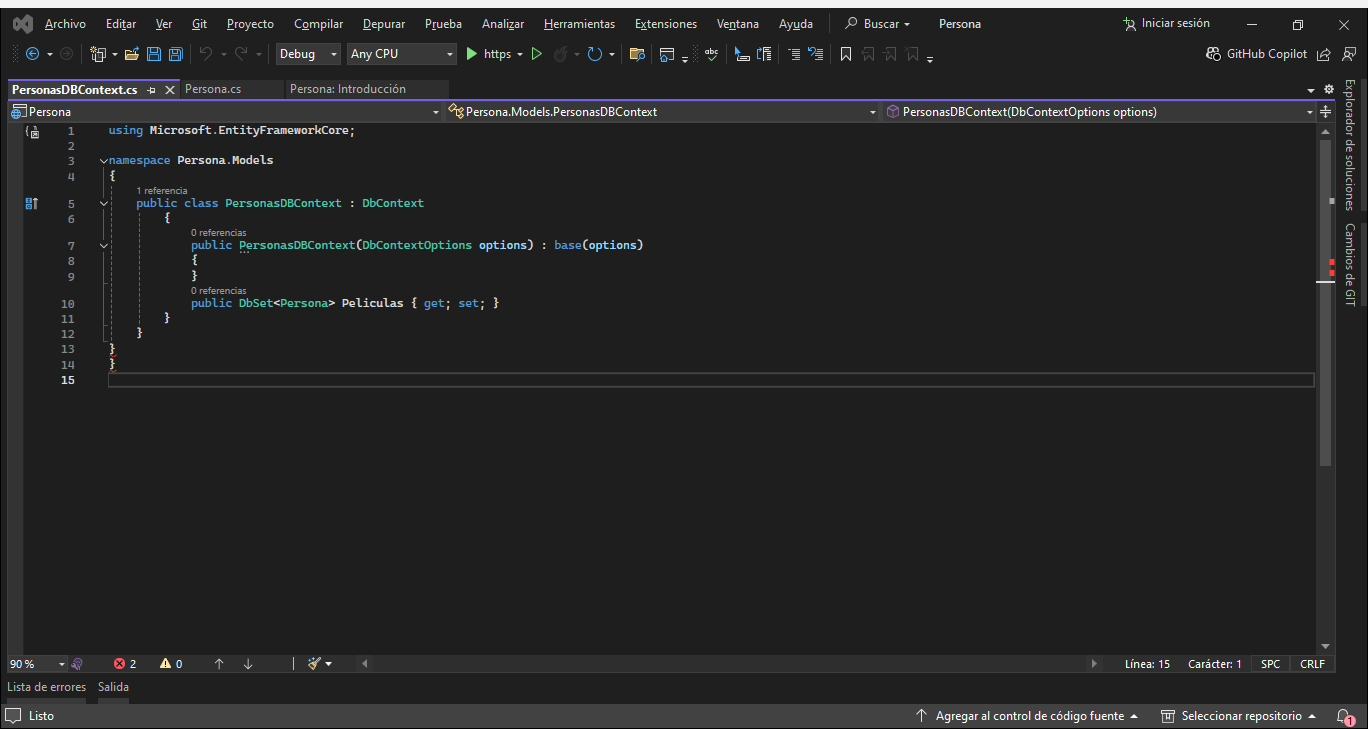 Archivo Editar Ver Git Proyecto Compilar Depurar Prueba Analizar Herramientas Extensiones Ventana Ayuda Buscar Persona Iniciar sesión
Debug Any CPU https abc GitHub Copilot
PersonasDBContext.cs Persona.cs Persona: Introducción
Persona Persona.Models.PersonasDBContext PersonasDBContext(DbContextOptions options)
1 using Microsoft.EntityFrameworkCore;
2
3 namespace Persona.Models
4 {
1 referencia
5 public class PersonasDBContext : DbContext
6 {
0 referencias
7 public PersonasDBContext(DbContextOptions options) : base(options)
8 {
9 }
0 referencias
10 public DbSet<Persona> Peliculas { get; set; }
11 }
12 }
13 }
14 }
15
Explorador de soluciones
Cambios de GIT
90 % 2 0 Línea: 15 Carácter: 1 SPC CRLF
Lista de errores Salida
Listo Agregar al control de código fuente Seleccionar repositorio 1